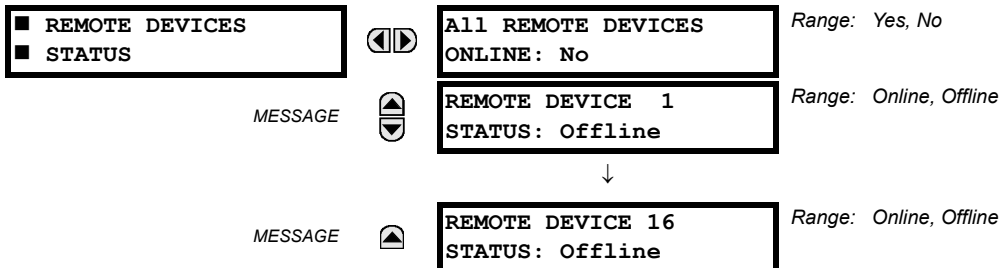 ■ REMOTE DEVICES
■ STATUS
All REMOTE DEVICES
ONLINE: No
Range: Yes, No
MESSAGE
REMOTE DEVICE 1
STATUS: Offline
Range: Online, Offline
↓
MESSAGE
REMOTE DEVICE 16
STATUS: Offline
Range: Online, Offline